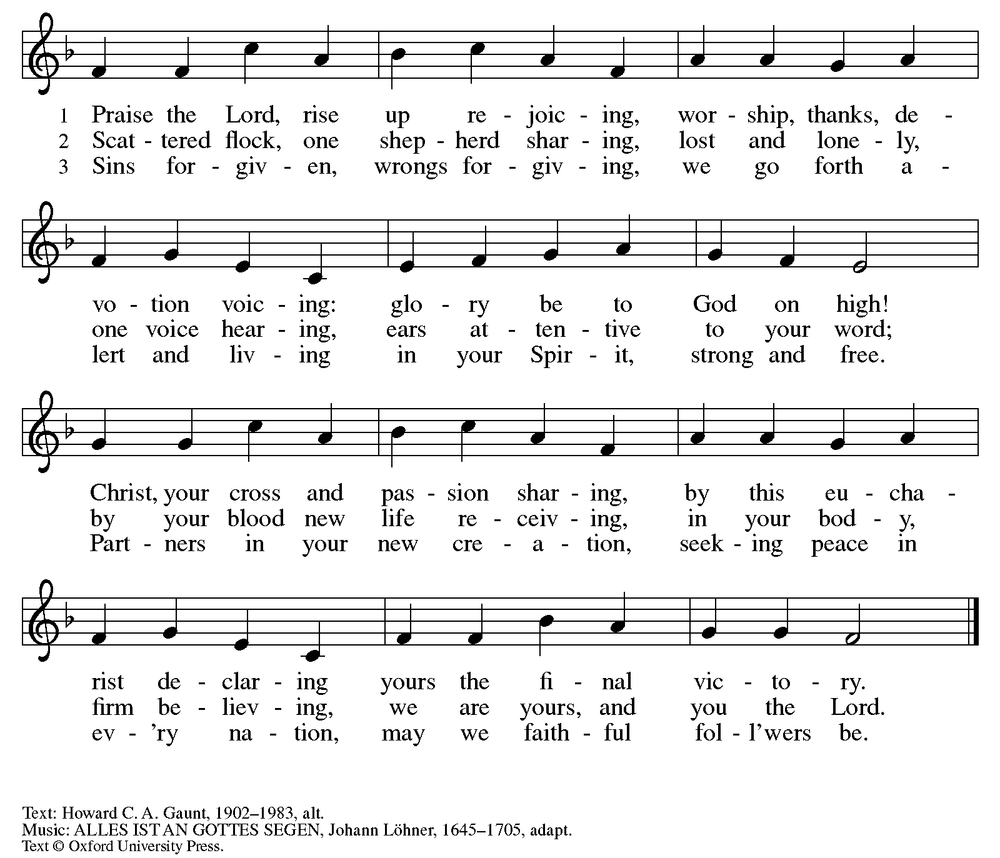 1 Praise the Lord, rise up re - joic - ing, wor - ship, thanks, de -
2 Scat - tered flock, one shep - herd shar - ing, lost and lone - ly,
3 Sins for - giv - en, wrongs for - giv - ing, we go forth a -
vo - tion voic - ing: glo - ry be to God on high!
one voice hear - ing, ears at - ten - tive to your word;
lert and liv - ing in your Spir - it, strong and free.
Christ, your cross and pas - sion shar - ing, by this eu - cha -
by your blood new life re - ceiv - ing, in your bod - y,
Part - ners in your new cre - a - tion, seek - ing peace in
rist de - clar - ing yours the fi - nal vic - to - ry.
firm be - liev - ing, we are yours, and you the Lord.
ev - 'ry na - tion, may we faith - ful fol - l'wers be.
Text: Howard C. A. Gaunt, 1902–1983, alt.
Music: ALLES IST AN GOTTES SEGEN, Johann Löhner, 1645–1705, adapt.
Text © Oxford University Press.